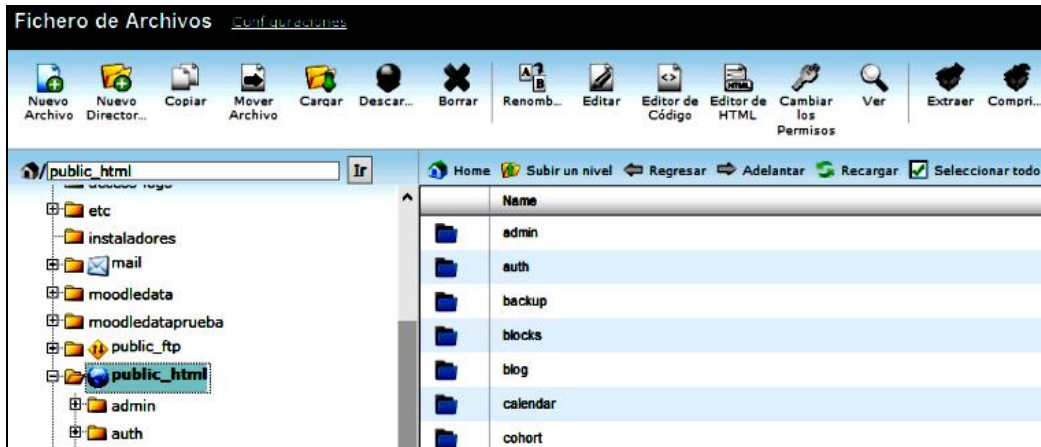 Fichero de Archivos Configuraciones
Nuevo Archivo
Nuevo Director...
Copiar
Mover Archivo
Cargar
Descar...
Borrar
Renomb...
Editar
Editor de Código
Editor de HTML
Cambiar los Permisos
Ver
Extraer
Compri...
/public_html Ir
Home Subir un nivel Regresar Adelantar Recargar Seleccionar todo
etc
instaladores
mail
moodledata
moodledataprueba
public_ftp
public_html
admin
auth
Name
admin
auth
backup
blocks
blog
calendar
cohort